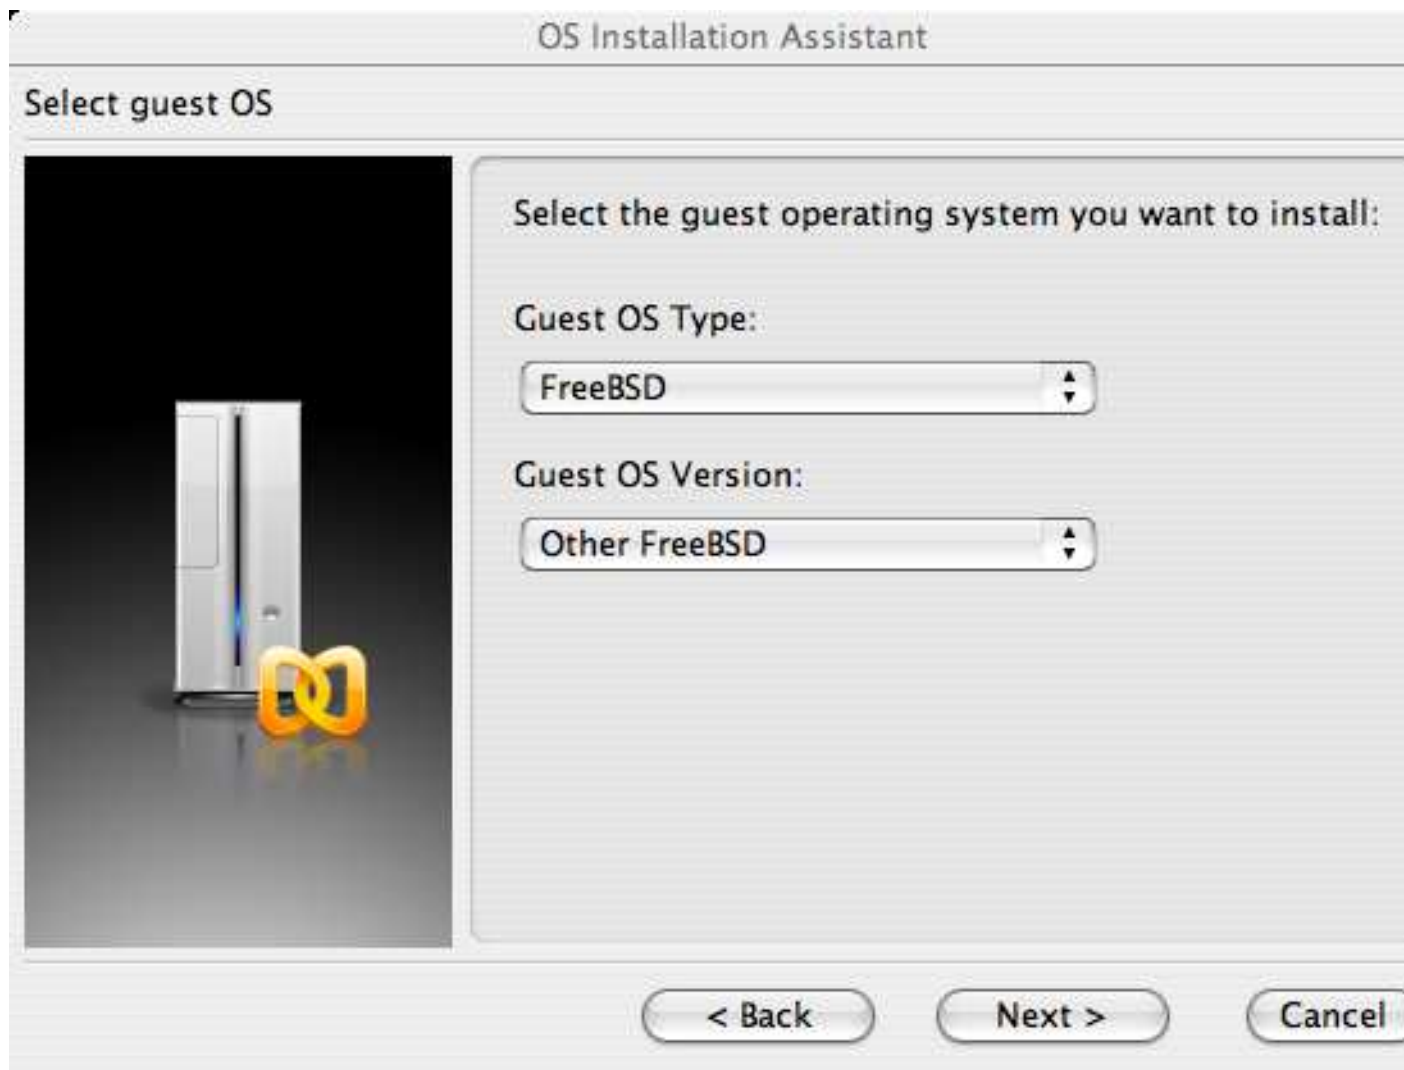 OS Installation Assistant
Select guest OS
Select the guest operating system you want to install:
Guest OS Type:
FreeBSD
Guest OS Version:
Other FreeBSD
< Back
Next >
Cancel